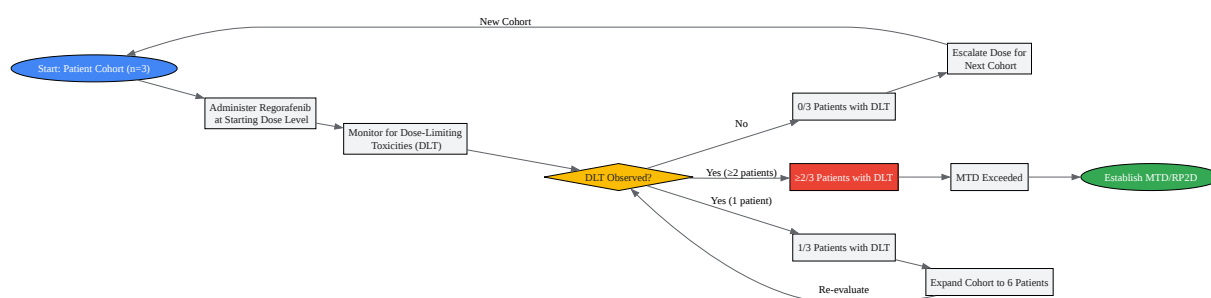 New Cohort
Start: Patient Cohort (n=3)
Administer Regorafenib
at Starting Dose Level
Monitor for Dose-Limiting
Toxicities (DLT)
DLT Observed?
No
0/3 Patients with DLT
Escalate Dose for
Next Cohort
Yes (≥2 patients)
≥2/3 Patients with DLT
MTD Exceeded
Establish MTD/RP2D
Yes (1 patient)
1/3 Patients with DLT
Expand Cohort to 6 Patients
Re-evaluate